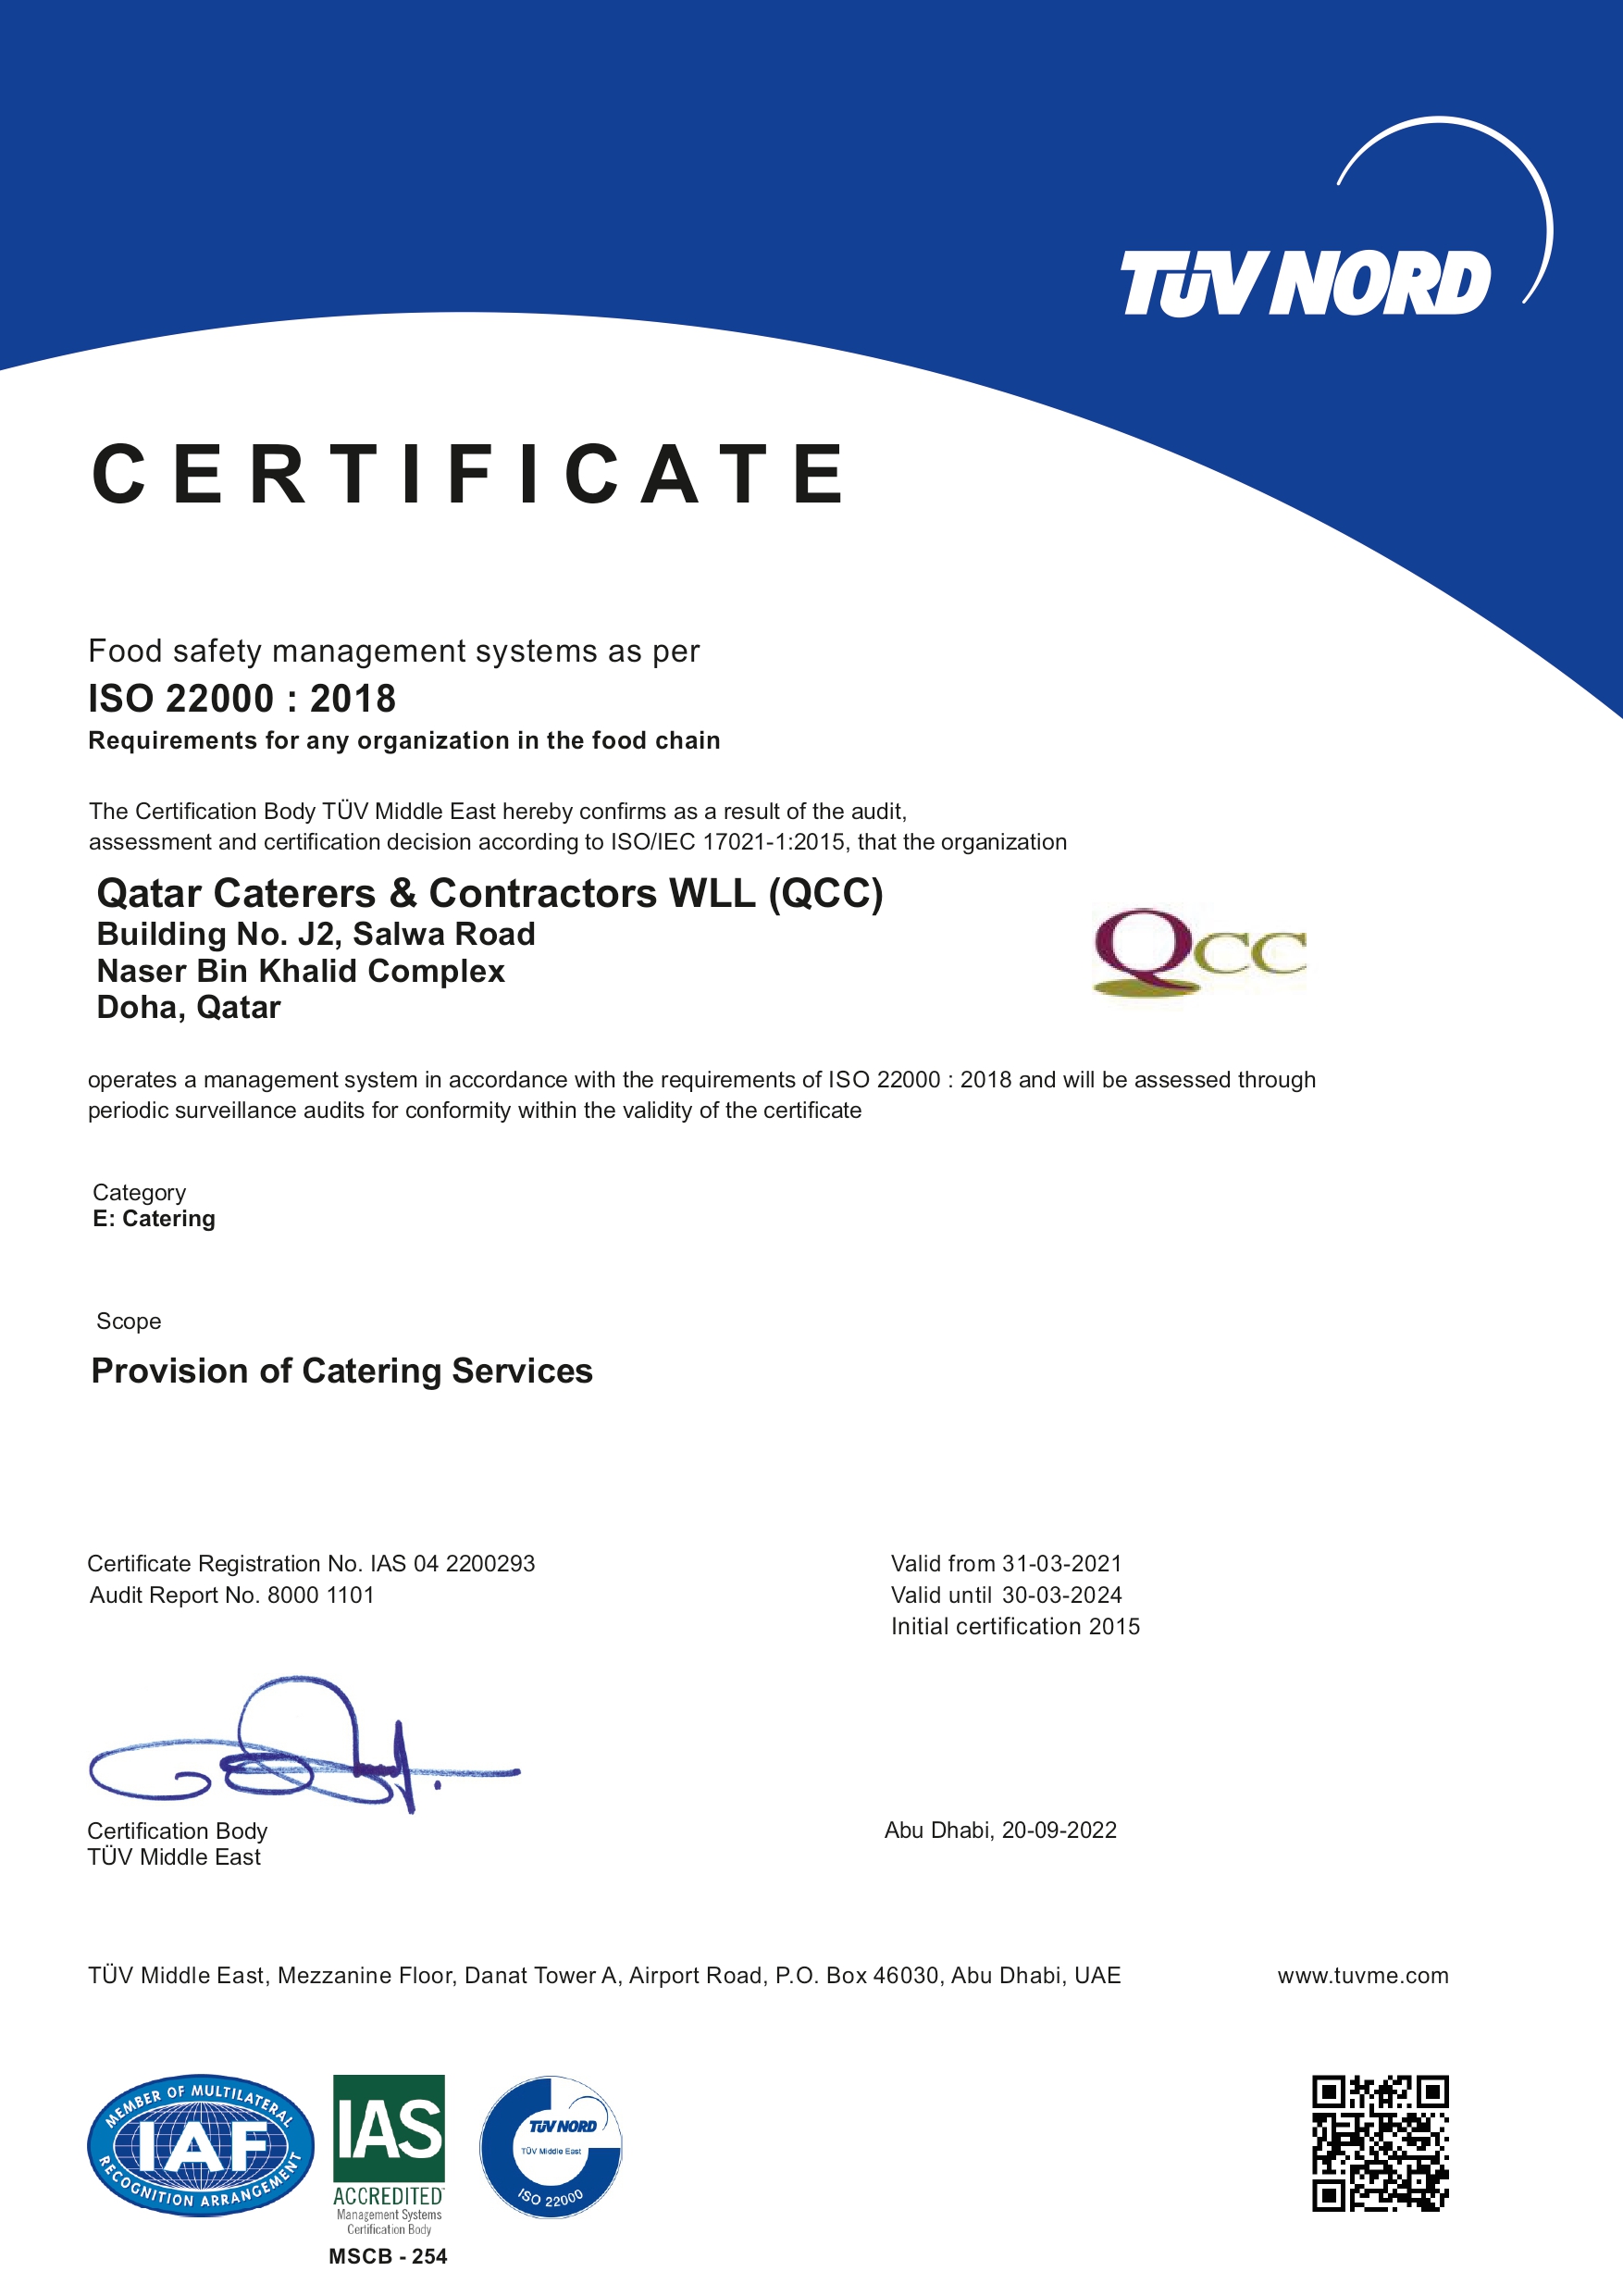 TÜV NORD
CERTIFICATE
Food safety management systems as per
ISO 22000 : 2018
Requirements for any organization in the food chain
The Certification Body TÜV Middle East hereby confirms as a result of the audit,
assessment and certification decision according to ISO/IEC 17021-1:2015, that the organization
Qatar Caterers & Contractors WLL (QCC)
Building No. J2, Salwa Road
Naser Bin Khalid Complex
Doha, Qatar
QCC
operates a management system in accordance with the requirements of ISO 22000 : 2018 and will be assessed through
periodic surveillance audits for conformity within the validity of the certificate
Category
E: Catering
Scope
Provision of Catering Services
Certificate Registration No. IAS 04 2200293
Audit Report No. 8000 1101
Valid from 31-03-2021
Valid until 30-03-2024
Initial certification 2015
Certification Body
TÜV Middle East
Abu Dhabi, 20-09-2022
TÜV Middle East, Mezzanine Floor, Danat Tower A, Airport Road, P.O. Box 46030, Abu Dhabi, UAE
www.tuvme.com
MEMBER OF MULTILATERAL
IAF
RECOGNITION ARRANGEMENT
IAS
ACCREDITED
Management Systems
Certification Body
MSCB - 254
TÜV NORD
TÜV Middle East
ISO 22000